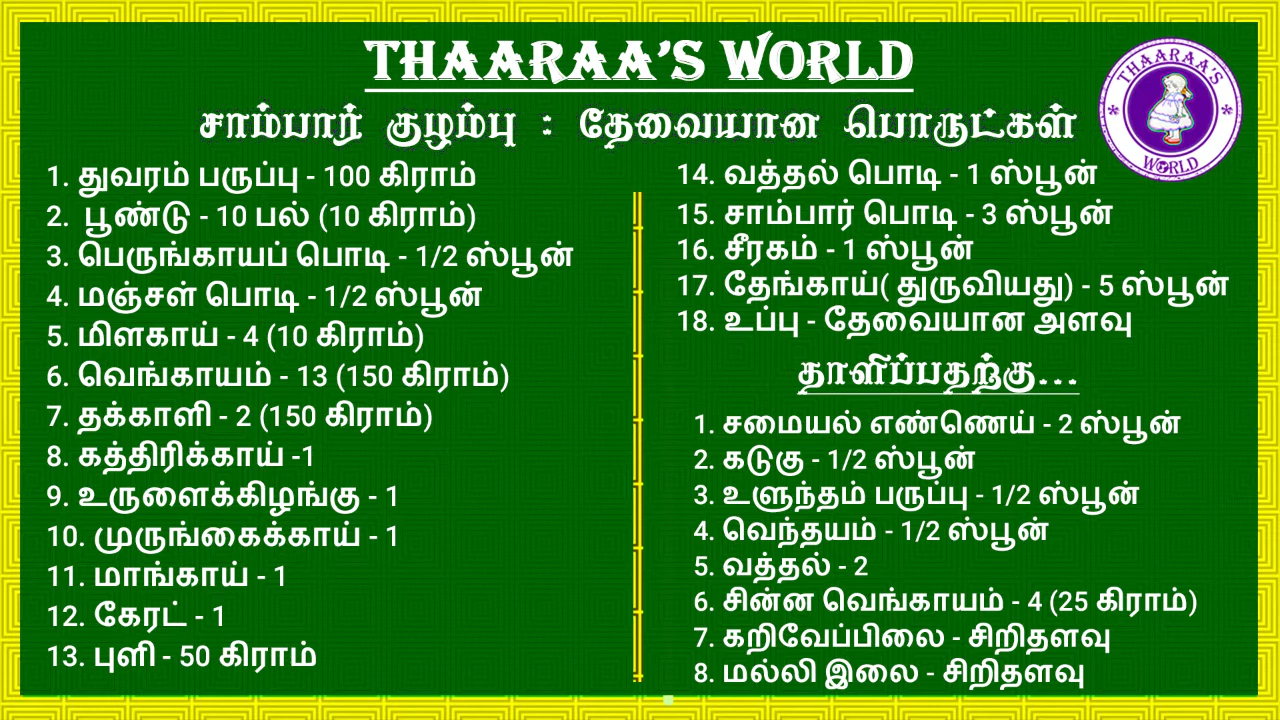 THAARAA'S WORLD
சாம்பார் குழம்பு : தேவையான பொருட்கள்
THAARAA'S
WORLD
1. துவரம் பருப்பு - 100 கிராம்
2. பூண்டு - 10 பல் (10 கிராம்)
3. பெருங்காயப் பொடி - 1/2 ஸ்பூன்
4. மஞ்சள் பொடி - 1/2 ஸ்பூன்
5. மிளகாய் - 4 (10 கிராம்)
6. வெங்காயம் - 13 (150 கிராம்)
7. தக்காளி - 2 (150 கிராம்)
8. கத்திரிக்காய் -1
9. உருளைக்கிழங்கு - 1
10. முருங்கைக்காய் - 1
11. மாங்காய் - 1
12. கேரட் - 1
13. புளி - 50 கிராம்
14. வத்தல் பொடி - 1 ஸ்பூன்
15. சாம்பார் பொடி - 3 ஸ்பூன்
16. சீரகம் - 1 ஸ்பூன்
17. தேங்காய்( துருவியது) - 5 ஸ்பூன்
18. உப்பு - தேவையான அளவு
தாளிப்பதற்கு...
1. சமையல் எண்ணெய் - 2 ஸ்பூன்
2. கடுகு - 1/2 ஸ்பூன்
3. உளுந்தம் பருப்பு - 1/2 ஸ்பூன்
4. வெந்தயம் - 1/2 ஸ்பூன்
5. வத்தல் - 2
6. சின்ன வெங்காயம் - 4 (25 கிராம்)
7. கறிவேப்பிலை - சிறிதளவு
8. மல்லி இலை - சிறிதளவு